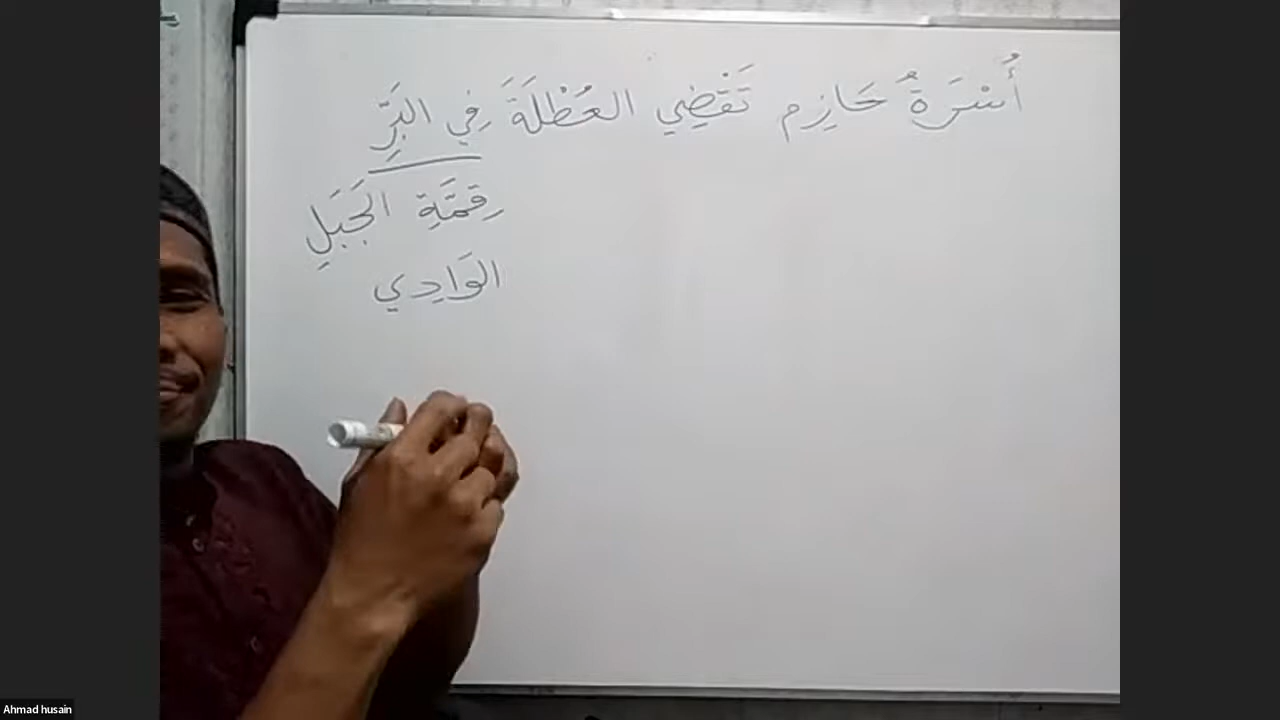 أُسْرَةُ حَازِم تَقْضِي العُطْلَةَ فِي البَرِّ
قِمَّةِ الجَبَلِ
الوَادِي
Ahmad husain